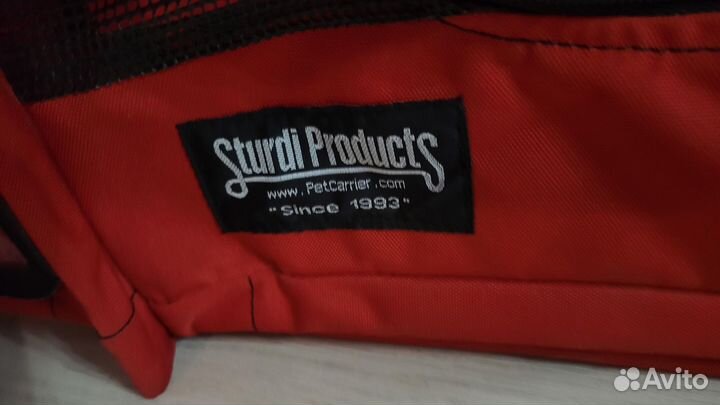 Sturdi Products
www.PetCarrier.com
"Since 1993"
Avito